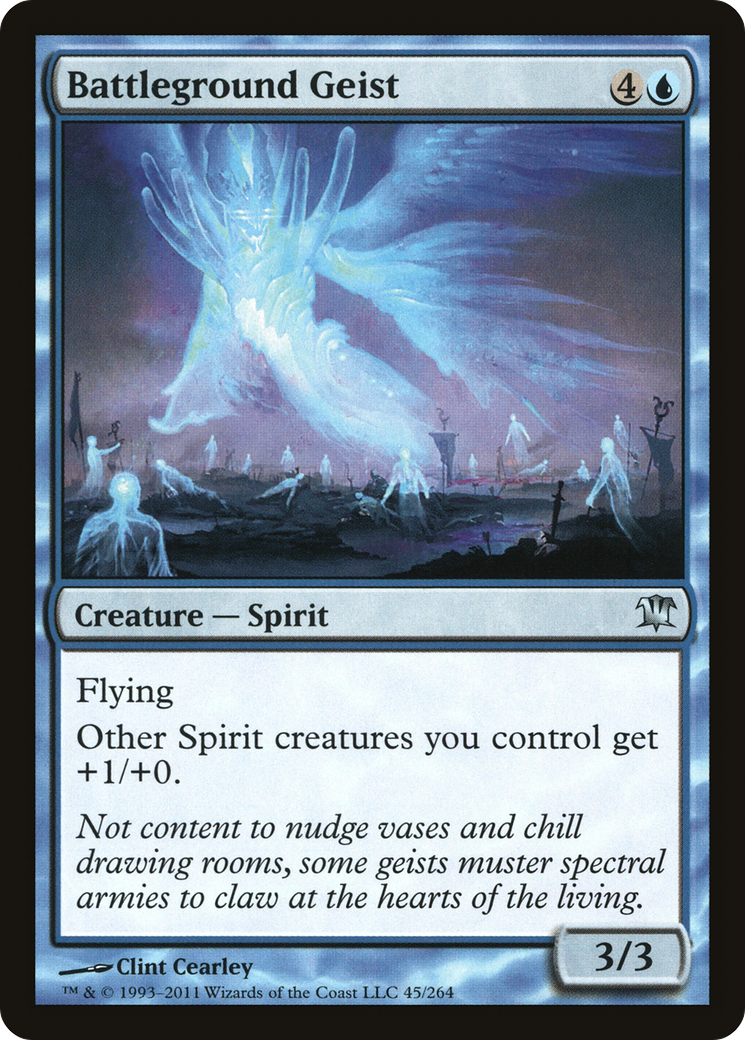 Battleground Geist 4
Creature — Spirit
Flying
Other Spirit creatures you control get
+1/+0.
Not content to nudge vases and chill
drawing rooms, some geists muster spectral
armies to claw at the hearts of the living.
3/3
Clint Cearley
™ & © 1993–2011 Wizards of the Coast LLC 45/264